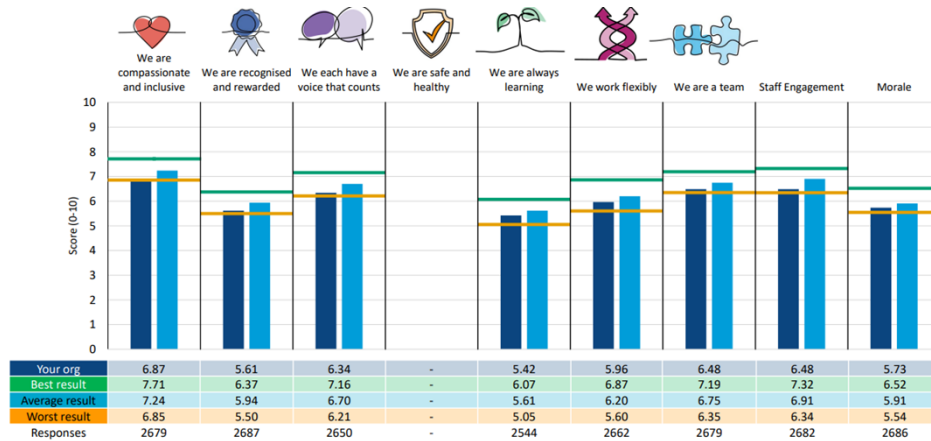 We are compassionate and inclusive
We are recognised and rewarded
We each have a voice that counts
We are safe and healthy
We are always learning
We work flexibly
We are a team
Staff Engagement
Morale
10
9
8
7
6
5
4
3
2
1
0
Score (0-10)
Your org 6.87 5.61 6.34 - 5.42 5.96 6.48 6.48 5.73
Best result 7.71 6.37 7.16 - 6.07 6.87 7.19 7.32 6.52
Average result 7.24 5.94 6.70 - 5.61 6.20 6.75 6.91 5.91
Worst result 6.85 5.50 6.21 - 5.05 5.60 6.35 6.34 5.54
Responses 2679 2687 2650 - 2544 2662 2679 2682 2686